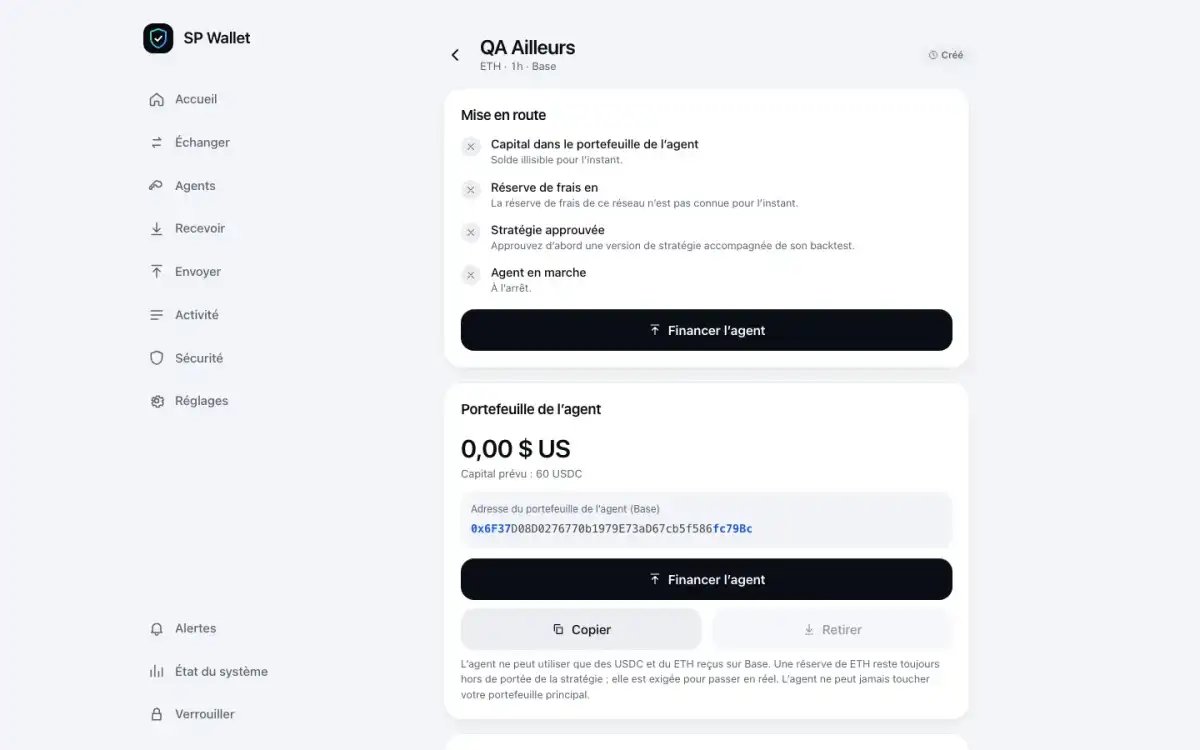 SP Wallet
Accueil
Échanger
Agents
Recevoir
Envoyer
Activité
Sécurité
Réglages
Alertes
État du système
Verrouiller
QA Ailleurs
ETH · 1h · Base
Créé
Mise en route
Capital dans le portefeuille de l’agent
Solde illisible pour l’instant.
Réserve de frais en
La réserve de frais de ce réseau n’est pas connue pour l’instant.
Stratégie approuvée
Approuvez d’abord une version de stratégie accompagnée de son backtest.
Agent en marche
À l’arrêt.
Financer l’agent
Portefeuille de l’agent
0,00 $ US
Capital prévu : 60 USDC
Adresse du portefeuille de l’agent (Base)
0x6F37D08D0276770b1979E73aD67cb5f586fc79Bc
Financer l’agent
Copier
Retirer
L’agent ne peut utiliser que des USDC et du ETH reçus sur Base. Une réserve de ETH reste toujours
hors de portée de la stratégie ; elle est exigée pour passer en réel. L’agent ne peut jamais toucher
votre portefeuille principal.